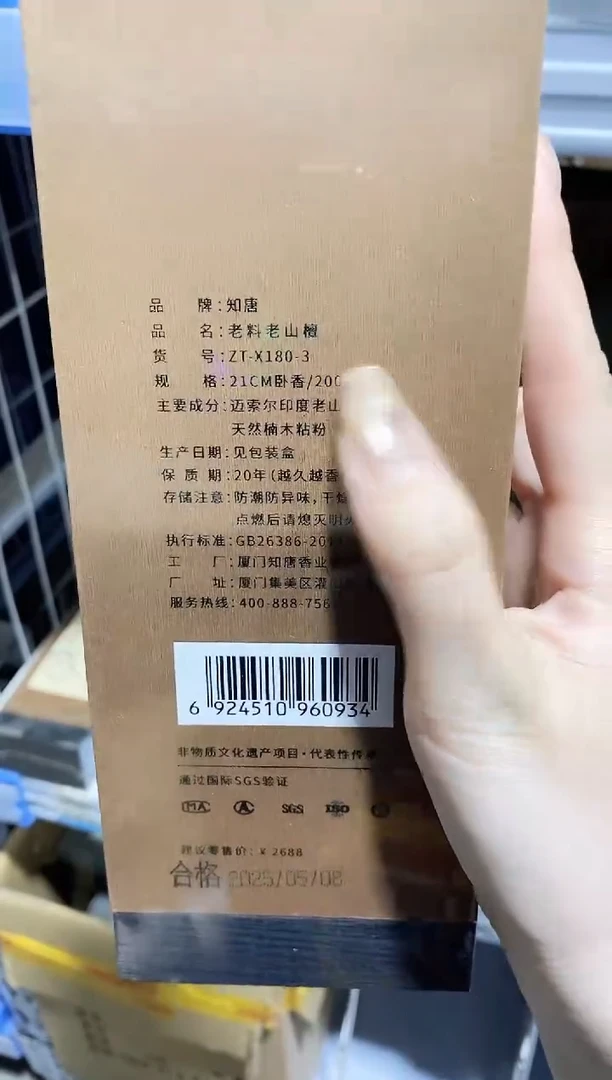 品 牌:知唐
品 名:老料老山檀
货 号:ZT-X180-3
规 格:21CM卧香/200
主要成分:迈索尔印度老山
天然楠木粘粉
生产日期:见包装盒
保 质 期:20年(越久越香
存储注意:防潮防异味,干燥
点燃后请熄灭明火
执行标准:GB26386-20
工 厂:厦门知唐香业
厂 址:厦门集美区灌
服务热线:400-888-756
6 924510 960934
非物质文化遗产项目·代表性传承
通过国际SGS验证
MA A SGS ISO
建议零售价:¥2688
合格 2025/05/08